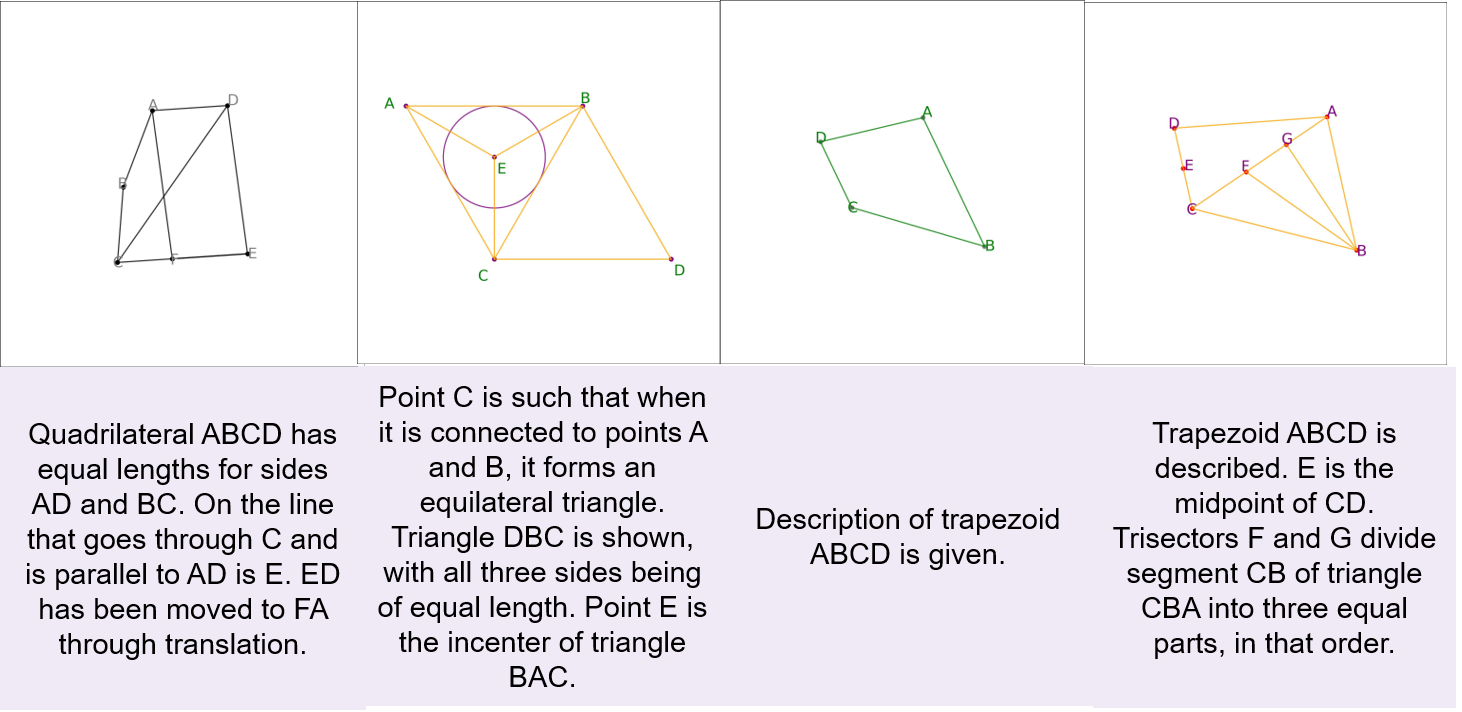 A
D
B
C
F
E
A
B
E
C
D
A
D
C
B
A
D
G
E
F
C
B
Quadrilateral ABCD has
equal lengths for sides
AD and BC. On the line
that goes through C and
is parallel to AD is E. ED
has been moved to FA
through translation.
Point C is such that when
it is connected to points A
and B, it forms an
equilateral triangle.
Triangle DBC is shown,
with all three sides being
of equal length. Point E is
the incenter of triangle
BAC.
Description of trapezoid
ABCD is given.
Trapezoid ABCD is
described. E is the
midpoint of CD.
Trisectors F and G divide
segment CB of triangle
CBA into three equal
parts, in that order.